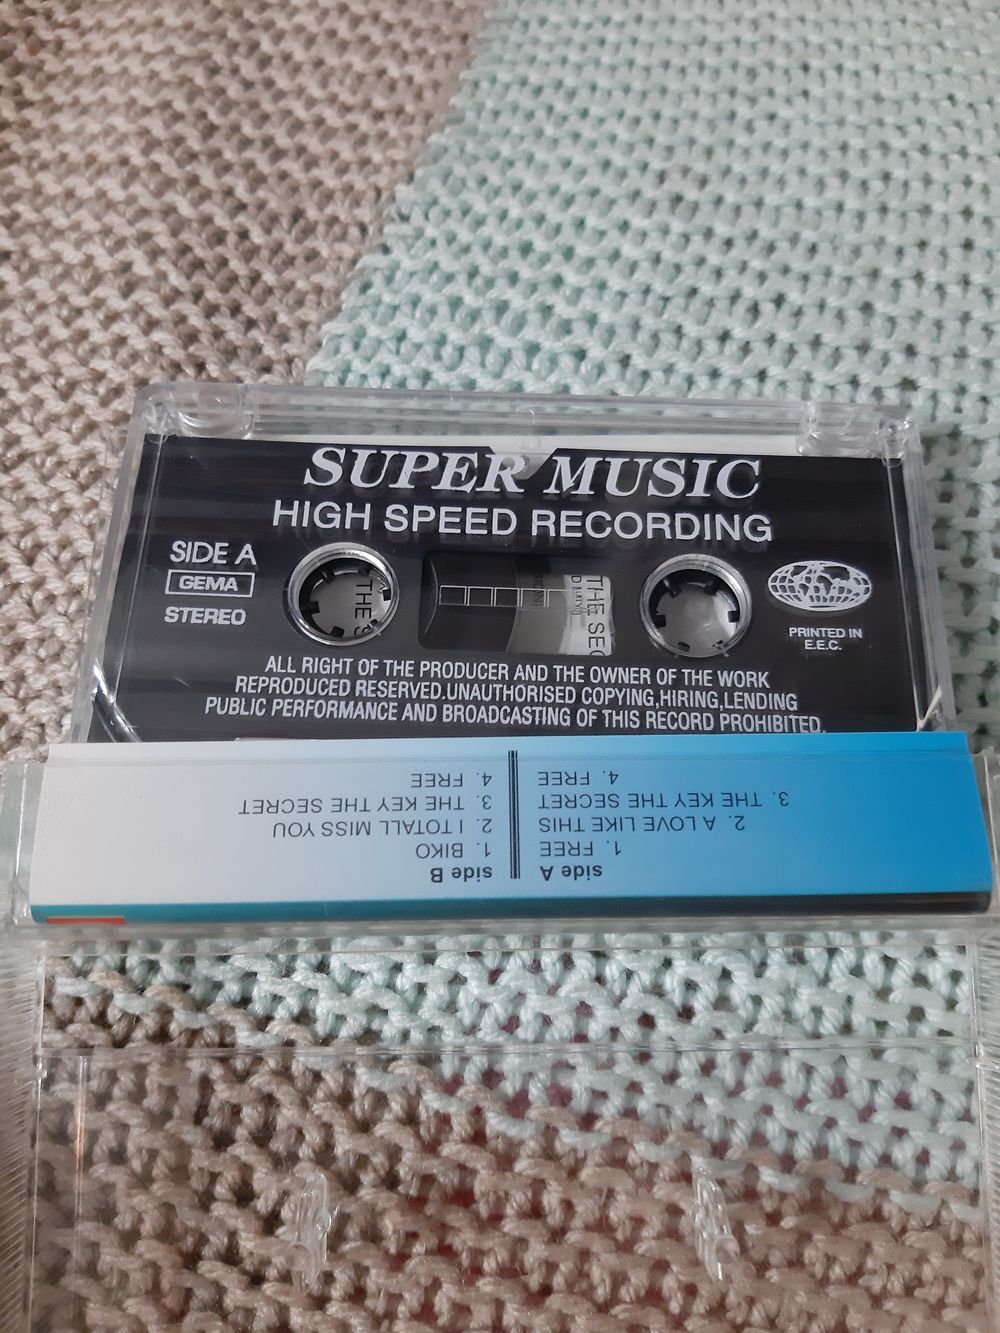 SUPER MUSIC
HIGH SPEED RECORDING
SIDE A
GEMA
STEREO
PRINTED IN
E.E.C.
THE S
THE SEC
ALL RIGHT OF THE PRODUCER AND THE OWNER OF THE WORK
REPRODUCED RESERVED.UNAUTHORISED COPYING,HIRING,LENDING
PUBLIC PERFORMANCE AND BROADCASTING OF THIS RECORD PROHIBITED.
side A
1. FREE
2. A LOVE LIKE THIS
3. THE KEY THE SECRET
4. FREE
side B
1. BIKO
2. I TOTALL MISS YOU
3. THE KEY THE SECRET
4. FREE